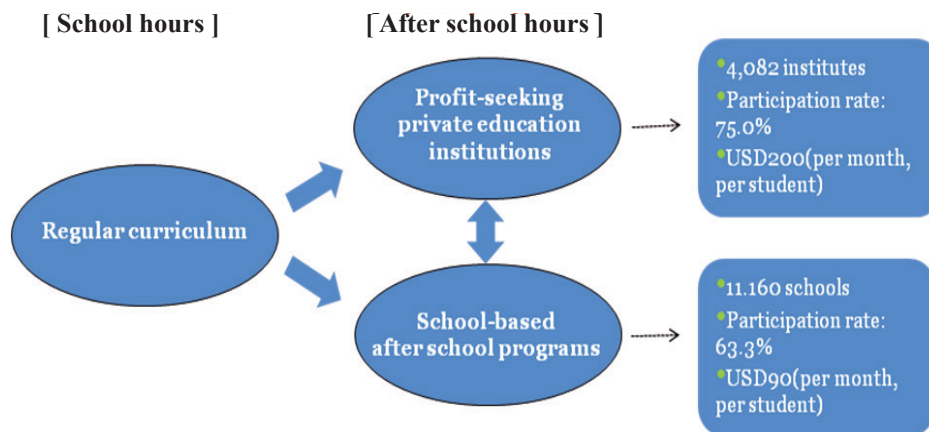 [ School hours ]
[ After school hours ]
Profit-seeking
private education
institutions
•4,082 institutes
•Participation rate:
75.0%
•USD200(per month,
per student)
Regular curriculum
School-based
after school programs
•11.160 schools
•Participation rate:
63.3%
•USD90(per month,
per student)